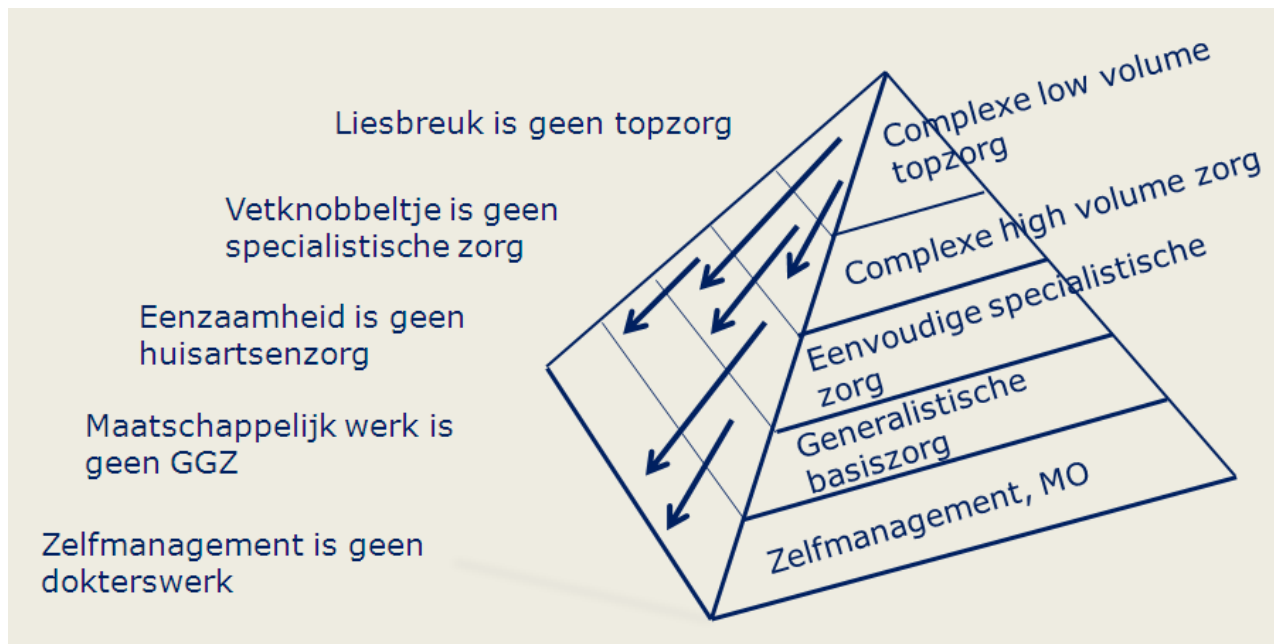 Liesbreuk is geen topzorg
Vetknobbeltje is geen
specialistische zorg
Eenzaamheid is geen
huisartsenzorg
Maatschappelijk werk is
geen GGZ
Zelfmanagement is geen
dokterswerk
Complexe low volume
topzorg
Complexe high volume zorg
Eenvoudige specialistische
zorg
Generalistische
basiszorg
Zelfmanagement, MO